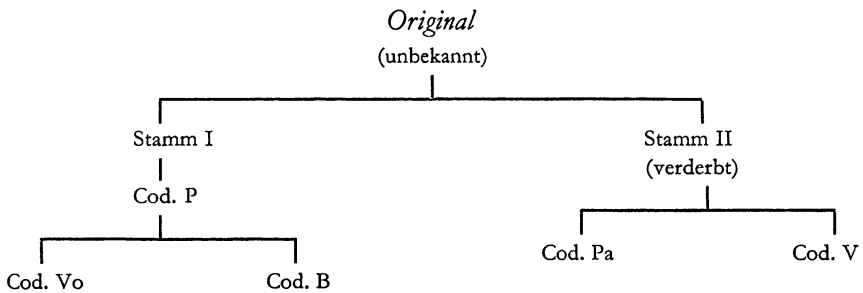 Original
(unbekannt)
Stamm I
Stamm II
(verderbt)
Cod. P
Cod. Pa
Cod. V
Cod. Vo
Cod. B